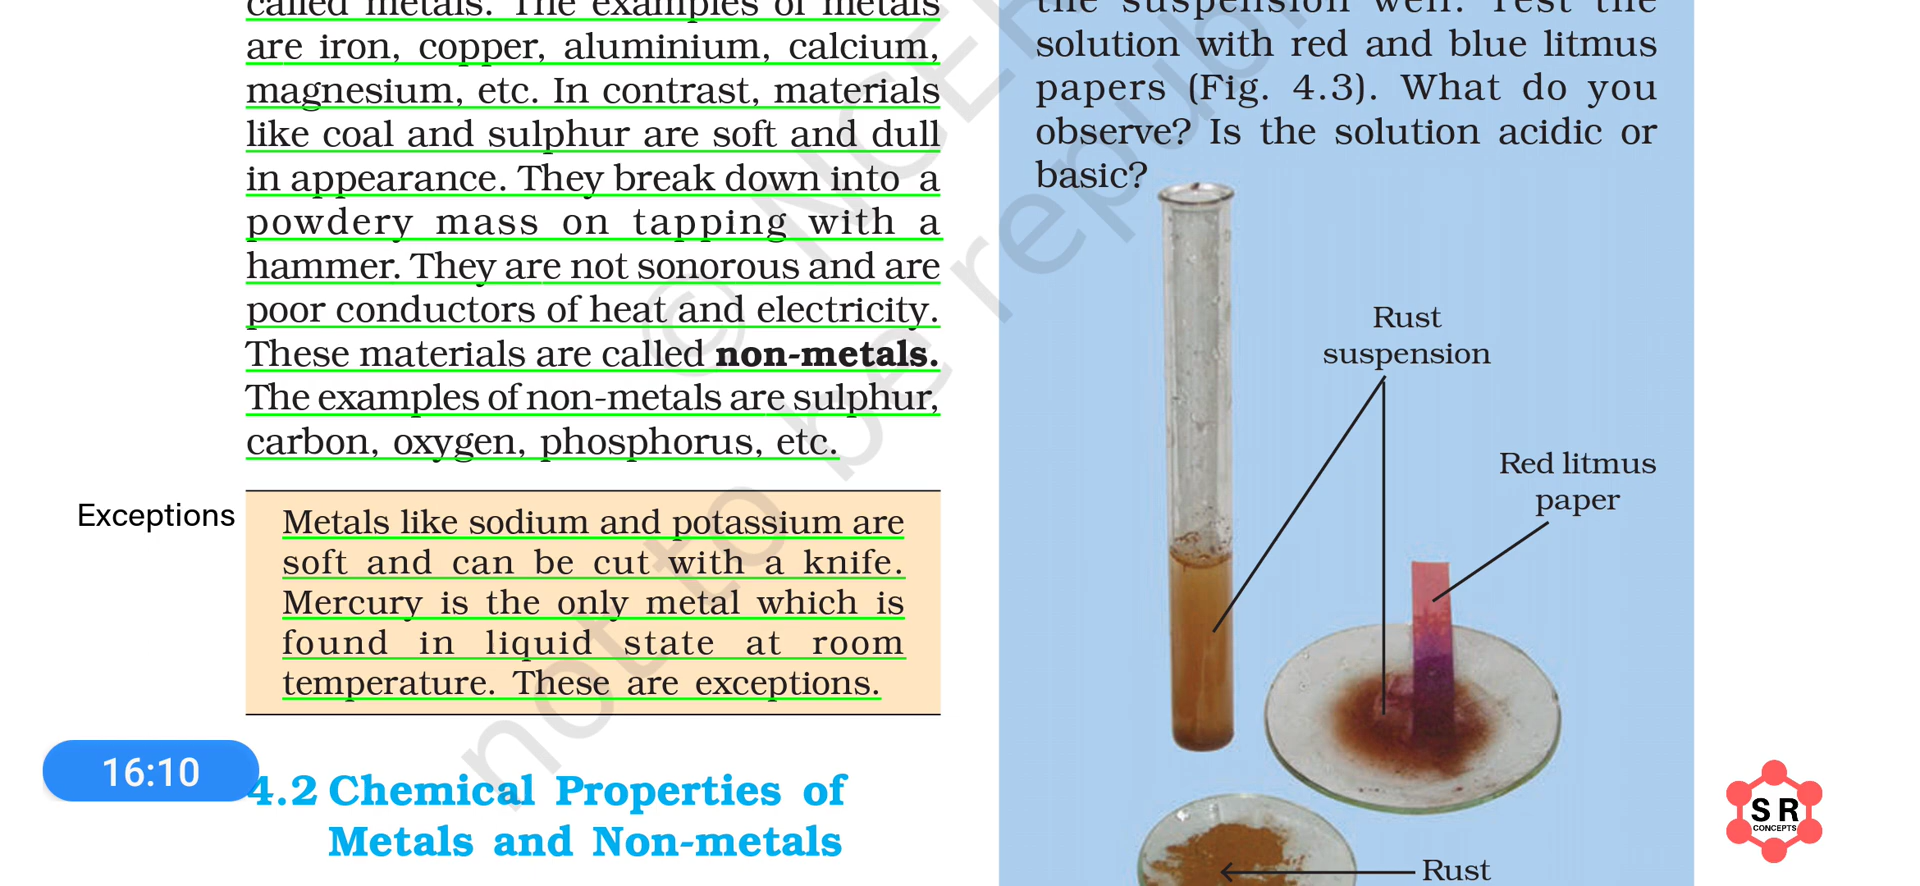 called metals. The examples of metals
are iron, copper, aluminium, calcium,
magnesium, etc. In contrast, materials
like coal and sulphur are soft and dull
in appearance. They break down into a
powdery mass on tapping with a
hammer. They are not sonorous and are
poor conductors of heat and electricity.
These materials are called non-metals.
The examples of non-metals are sulphur,
carbon, oxygen, phosphorus, etc.
Exceptions
Metals like sodium and potassium are
soft and can be cut with a knife.
Mercury is the only metal which is
found in liquid state at room
temperature. These are exceptions.
16:10
4.2 Chemical Properties of
Metals and Non-metals
the suspension well. Test the
solution with red and blue litmus
papers (Fig. 4.3). What do you
observe? Is the solution acidic or
basic?
Rust
suspension
Red litmus
paper
Rust
S R
CONCEPTS
not to be republ
© NCER